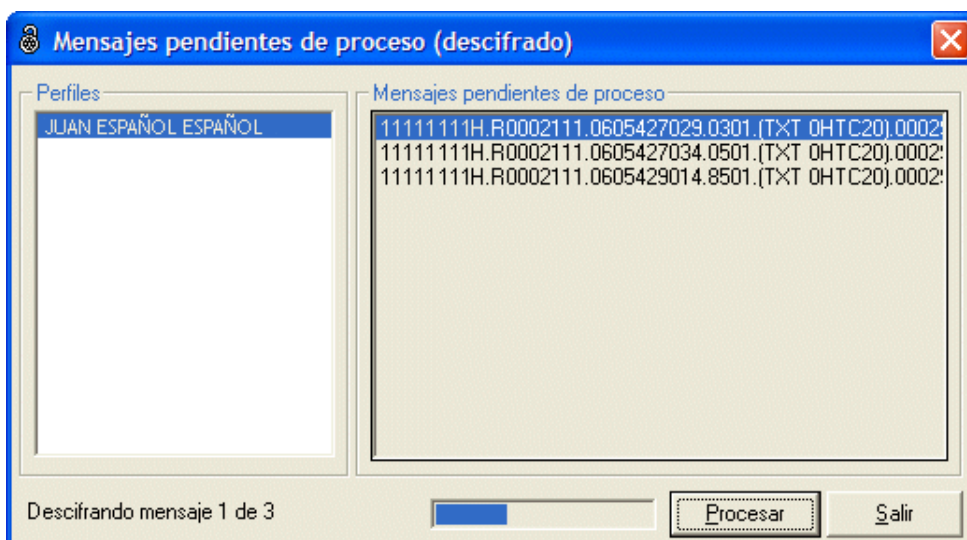 Mensajes pendientes de proceso (descifrado)
Perfiles
JUAN ESPAÑOL ESPAÑOL
Mensajes pendientes de proceso
11111111H.R0002111.0605427029.0301.(TXT 0HTC20).0002
11111111H.R0002111.0605427034.0501.(TXT 0HTC20).0002
11111111H.R0002111.0605429014.8501.(TXT 0HTC20).0002
Descifrando mensaje 1 de 3
Procesar
Salir